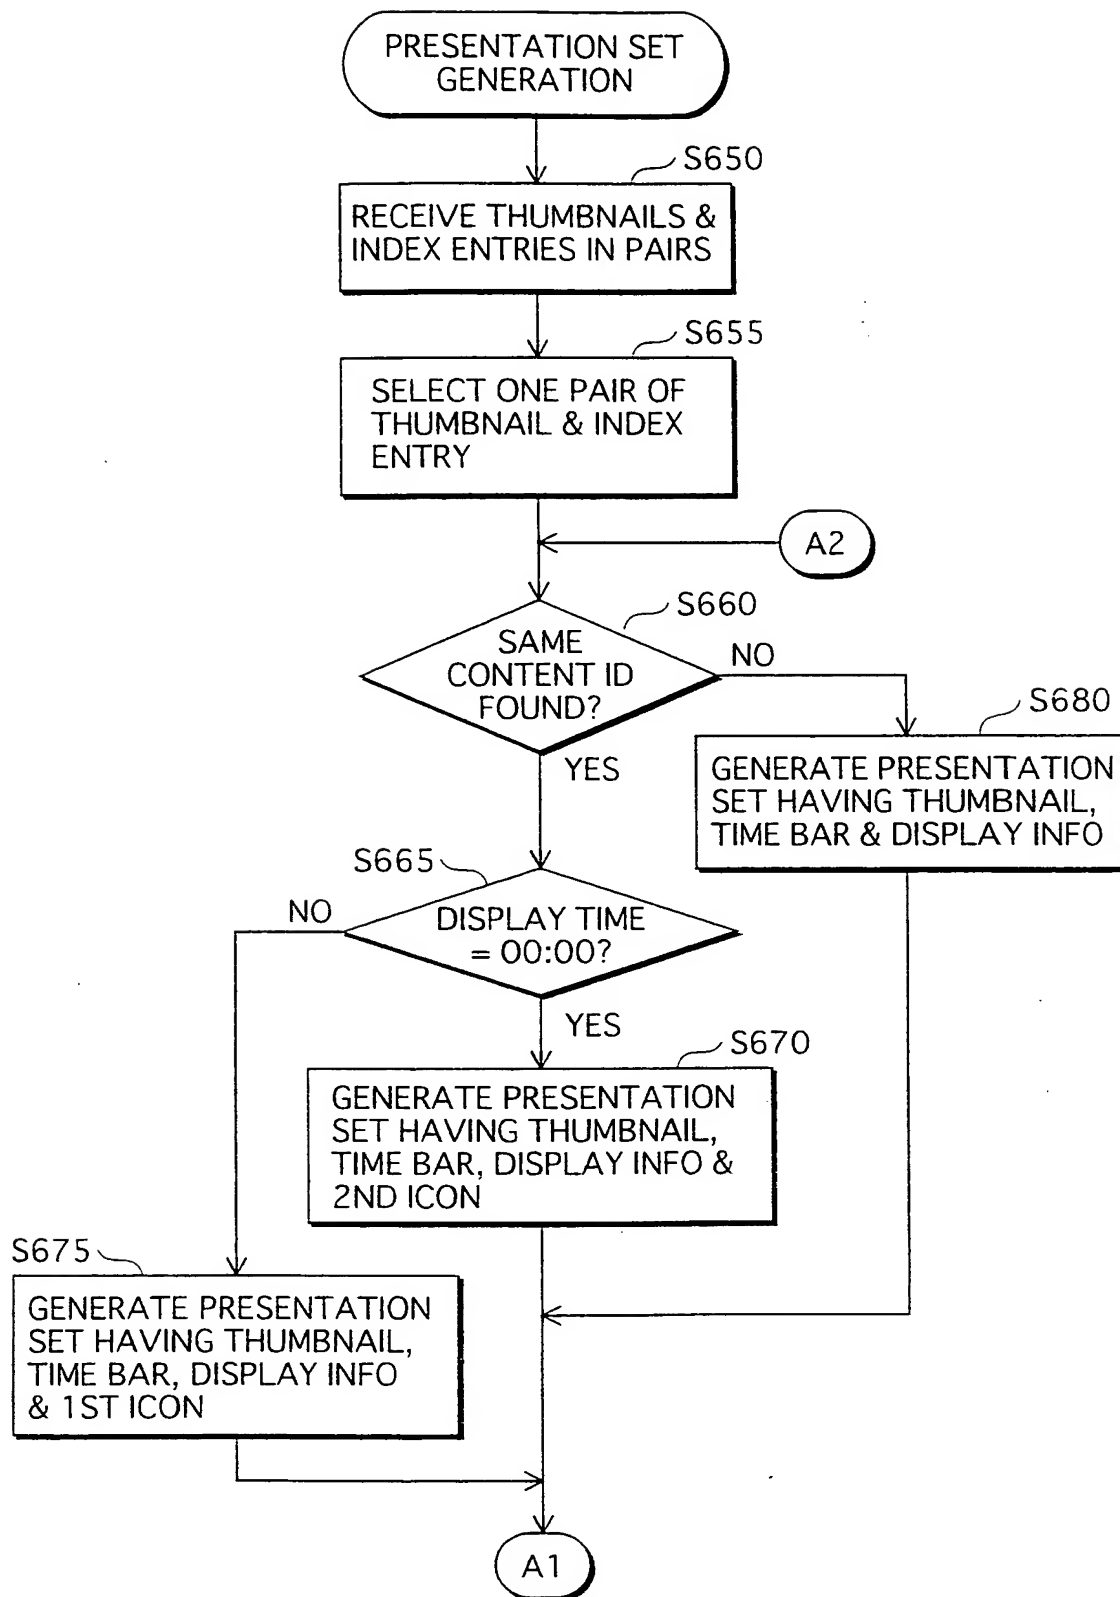 PRESENTATION SET
GENERATION
S650
RECEIVE THUMBNAILS &
INDEX ENTRIES IN PAIRS
S655
SELECT ONE PAIR OF
THUMBNAIL & INDEX
ENTRY
A2
S660
SAME
CONTENT ID
FOUND?
NO
YES
S680
GENERATE PRESENTATION
SET HAVING THUMBNAIL,
TIME BAR & DISPLAY INFO
S665
NO
DISPLAY TIME
= 00:00?
YES
S670
GENERATE PRESENTATION
SET HAVING THUMBNAIL,
TIME BAR, DISPLAY INFO &
2ND ICON
S675
GENERATE PRESENTATION
SET HAVING THUMBNAIL,
TIME BAR, DISPLAY INFO
& 1ST ICON
A1